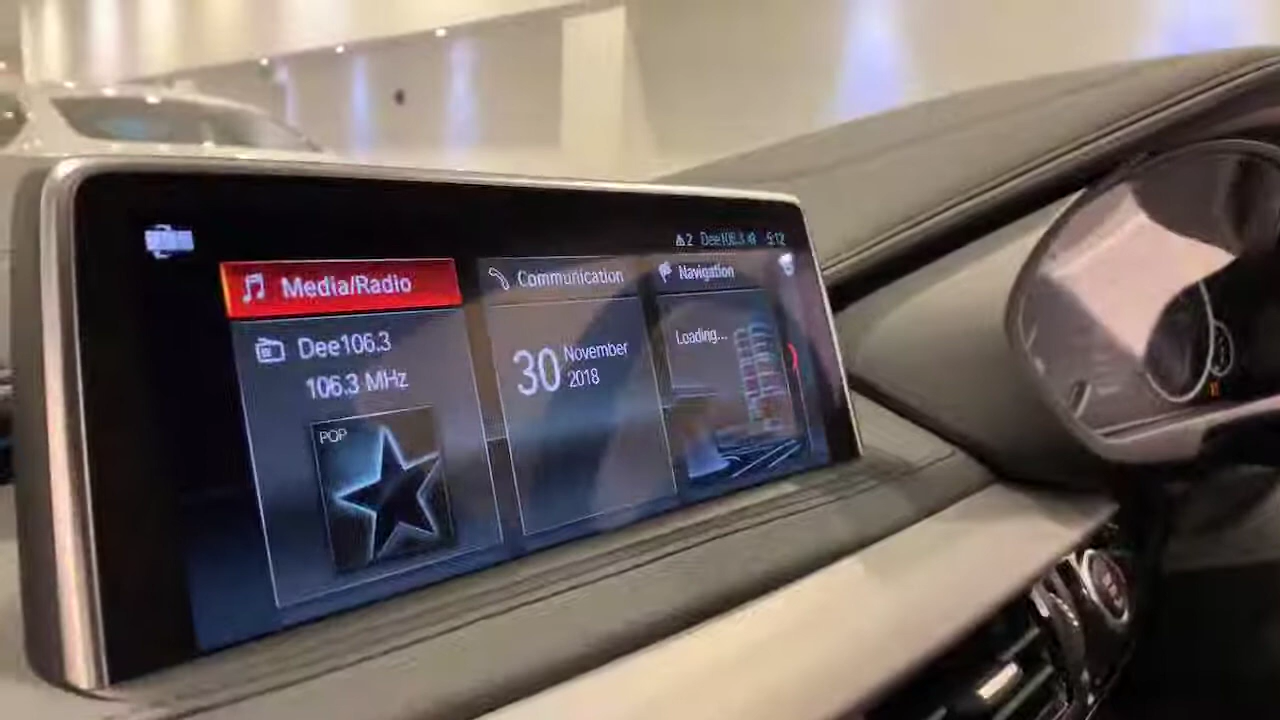 2 Dee106.3 5:12
Media/Radio
Communication
Navigation
Dee106.3
106.3 MHz
POP
30 November
2018
Loading...